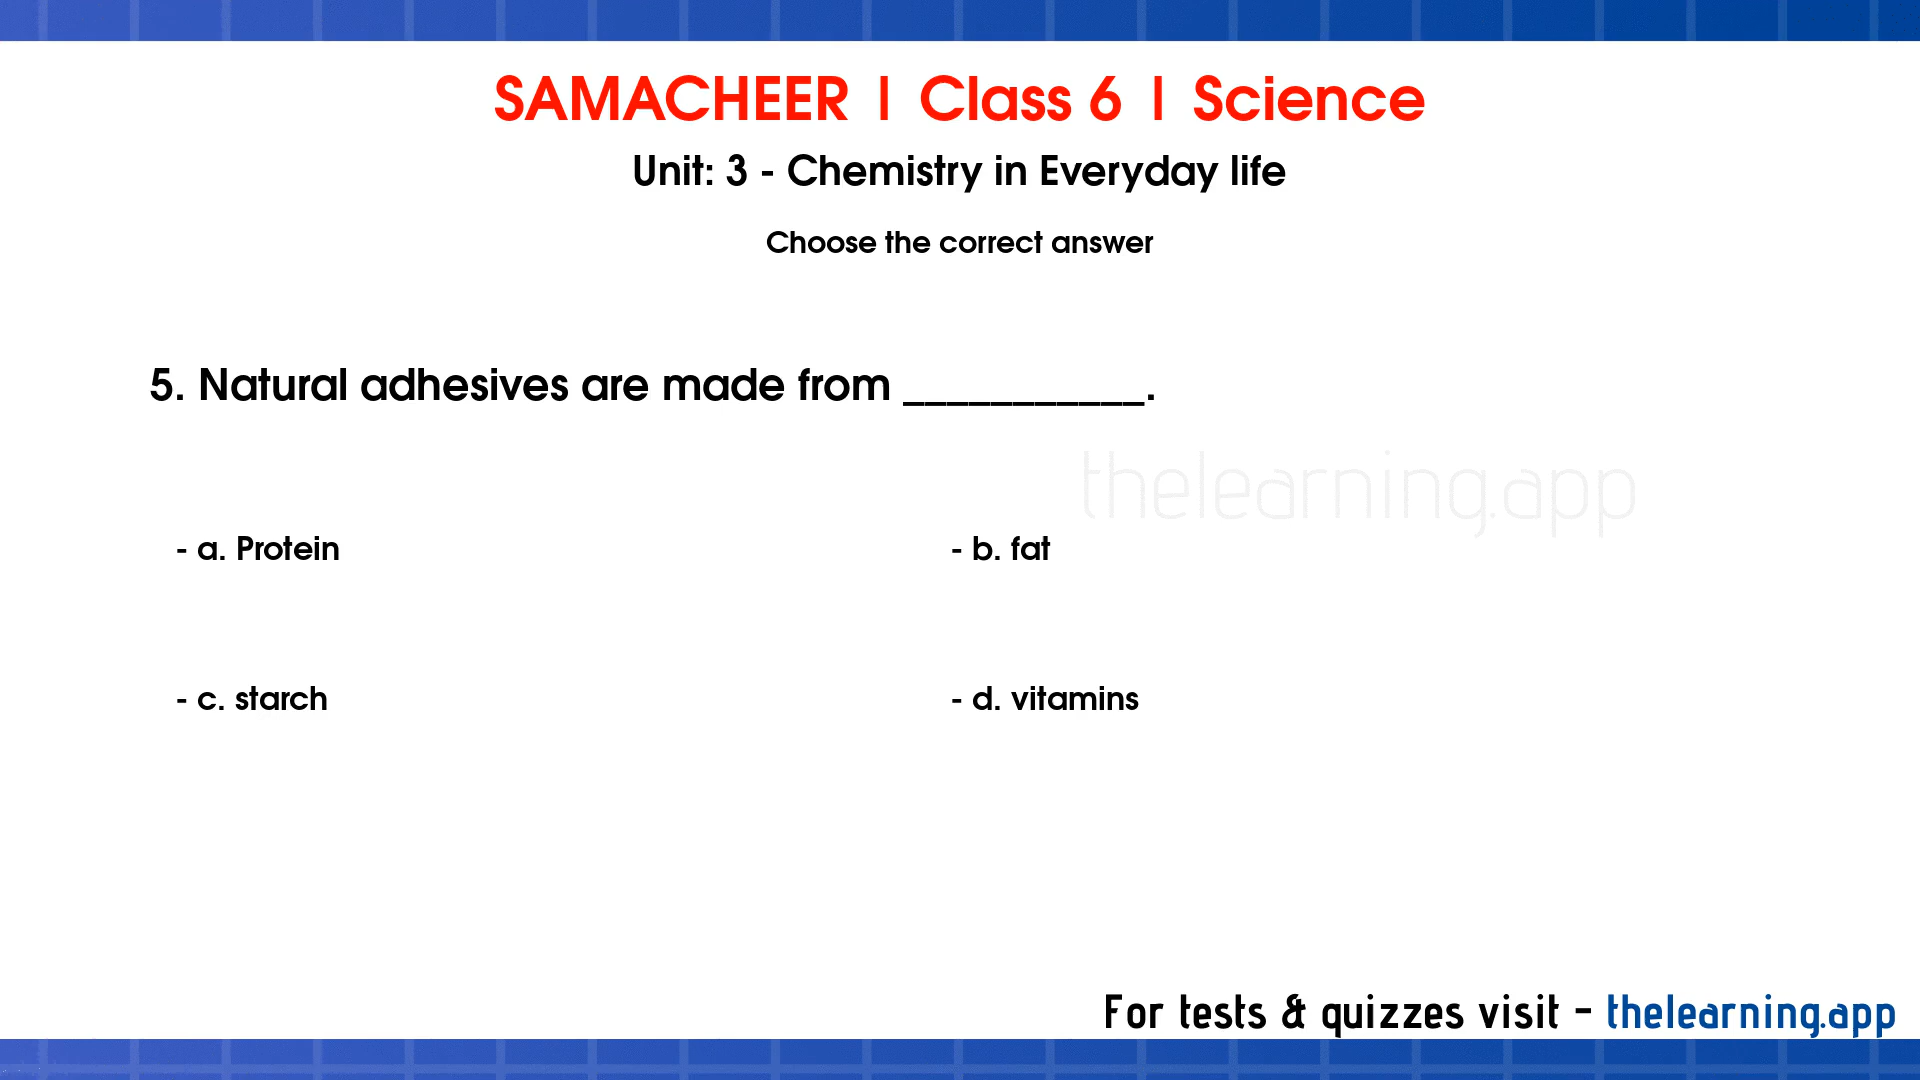 SAMACHEER | Class 6 | Science
Unit: 3 - Chemistry in Everyday life
Choose the correct answer
5. Natural adhesives are made from ___________.
thelearning.app
- a. Protein
- b. fat
- c. starch
- d. vitamins
For tests & quizzes visit - thelearning.app